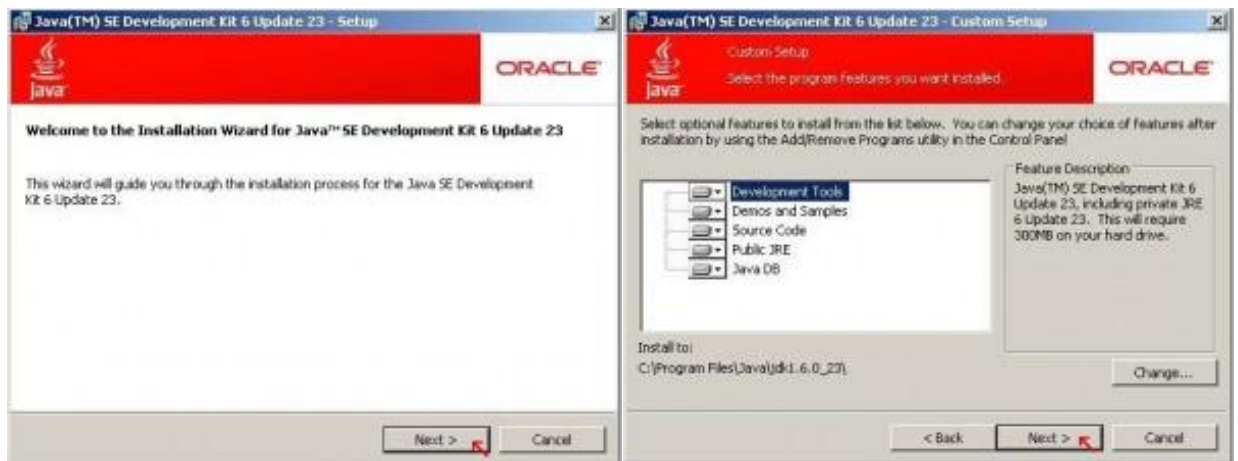 Java(TM) SE Development Kit 6 Update 23 - Setup
Java
ORACLE
Welcome to the Installation Wizard for Java™ SE Development Kit 6 Update 23
This wizard will guide you through the installation process for the Java SE Development
Kit 6 Update 23.
Next >
Cancel
Java(TM) SE Development Kit 6 Update 23 - Custom Setup
Java
Custom Setup
Select the program features you want installed.
ORACLE
Select optional features to install from the list below. You can change your choice of features after
installation by using the Add/Remove Programs utility in the Control Panel
Development Tools
Demos and Samples
Source Code
Public JRE
Java DB
Feature Description
Java(TM) SE Development Kit 6
Update 23, including private JRE
6 Update 23. This will require
300MB on your hard drive.
Install to:
C:\Program Files\Java\jdk1.6.0_23\
Change...
< Back
Next >
Cancel